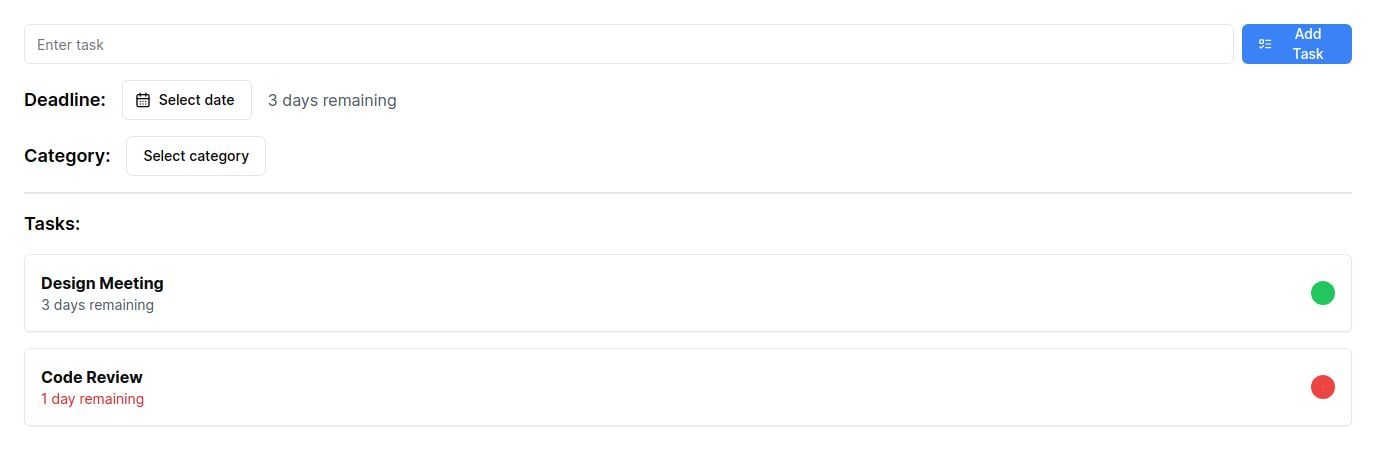 Enter task
Add
Task
Deadline:
Select date
3 days remaining
Category:
Select category
Tasks:
Design Meeting
3 days remaining
Code Review
1 day remaining